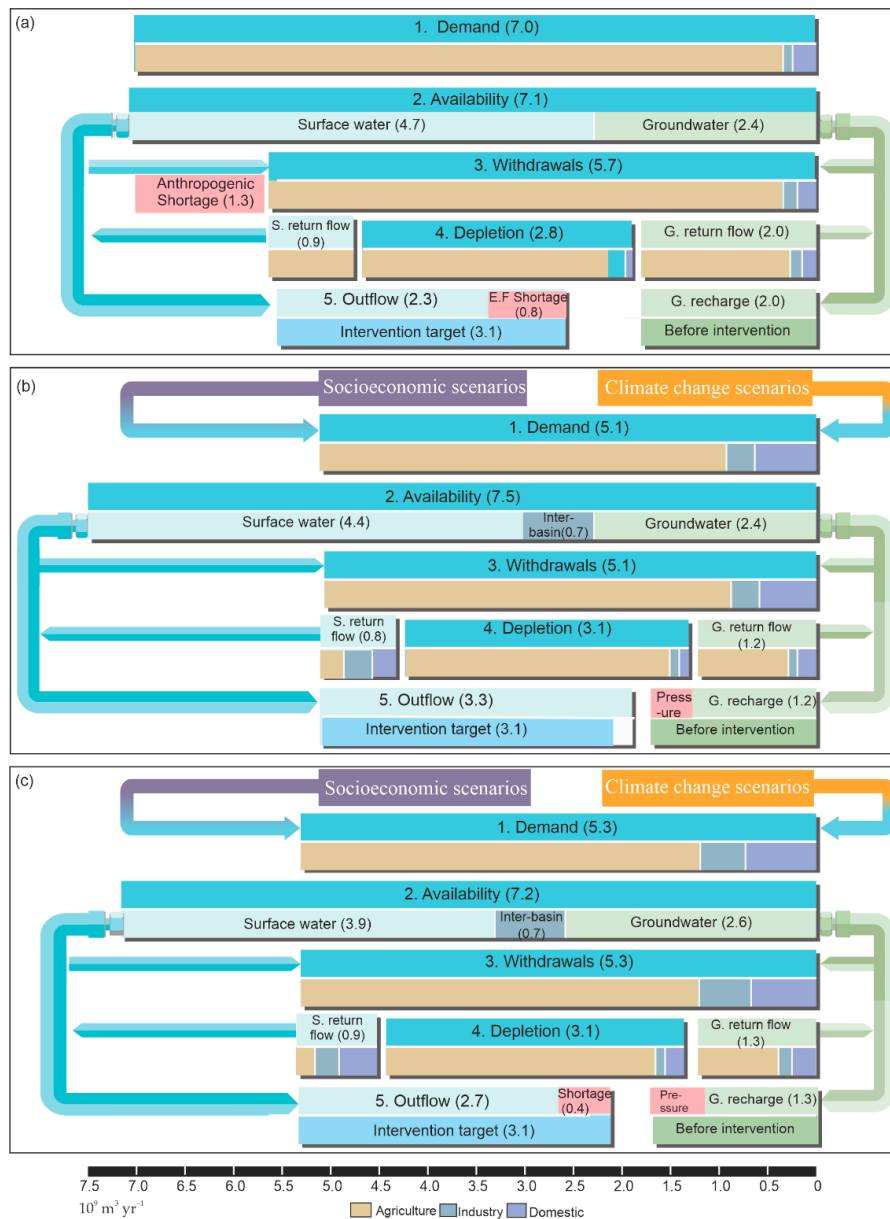 (a)
1. Demand (7.0)
2. Availability (7.1)
Surface water (4.7)
Groundwater (2.4)
3. Withdrawals (5.7)
Anthropogenic
Shortage (1.3)
S. return flow
(0.9)
4. Depletion (2.8)
G. return flow (2.0)
5. Outflow (2.3)
E.F Shortage
(0.8)
G. recharge (2.0)
Intervention target (3.1)
Before intervention
(b)
Socioeconomic scenarios
Climate change scenarios
1. Demand (5.1)
2. Availability (7.5)
Surface water (4.4)
Inter-
basin(0.7)
Groundwater (2.4)
3. Withdrawals (5.1)
S. return
flow (0.8)
4. Depletion (3.1)
G. return flow
(1.2)
5. Outflow (3.3)
Press
-ure
G. recharge (1.2)
Intervention target (3.1)
Before intervention
(c)
Socioeconomic scenarios
Climate change scenarios
1. Demand (5.3)
2. Availability (7.2)
Surface water (3.9)
Inter-basin
(0.7)
Groundwater (2.6)
3. Withdrawals (5.3)
S. return
flow (0.9)
4. Depletion (3.1)
G. return flow
(1.3)
5. Outflow (2.7)
Shortage
(0.4)
Pre-
ssure
G. recharge (1.3)
Intervention target (3.1)
Before intervention
7.5 7.0 6.5 6.0 5.5 5.0 4.5 4.0 3.5 3.0 2.5 2.0 1.5 1.0 0.5 0
10⁹ m³ yr⁻¹
Agriculture Industry Domestic